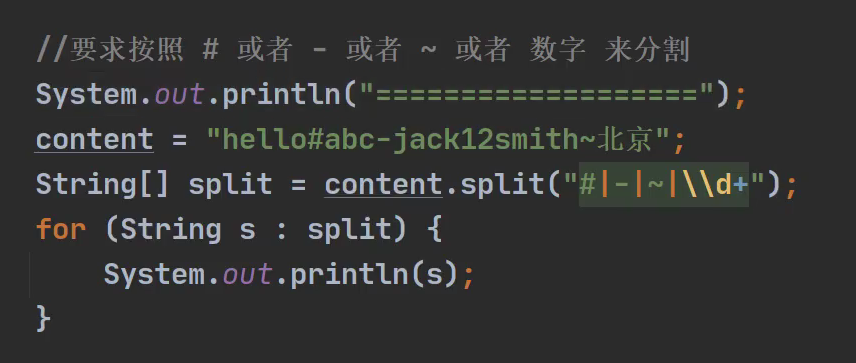 //要求按照 # 或者 - 或者 ~ 或者 数字 来分割
System.out.println("===================");
content = "hello#abc-jack12smith~北京";
String[] split = content.split("#|-|~|\\d+");
for (String s : split) {
    System.out.println(s);
}